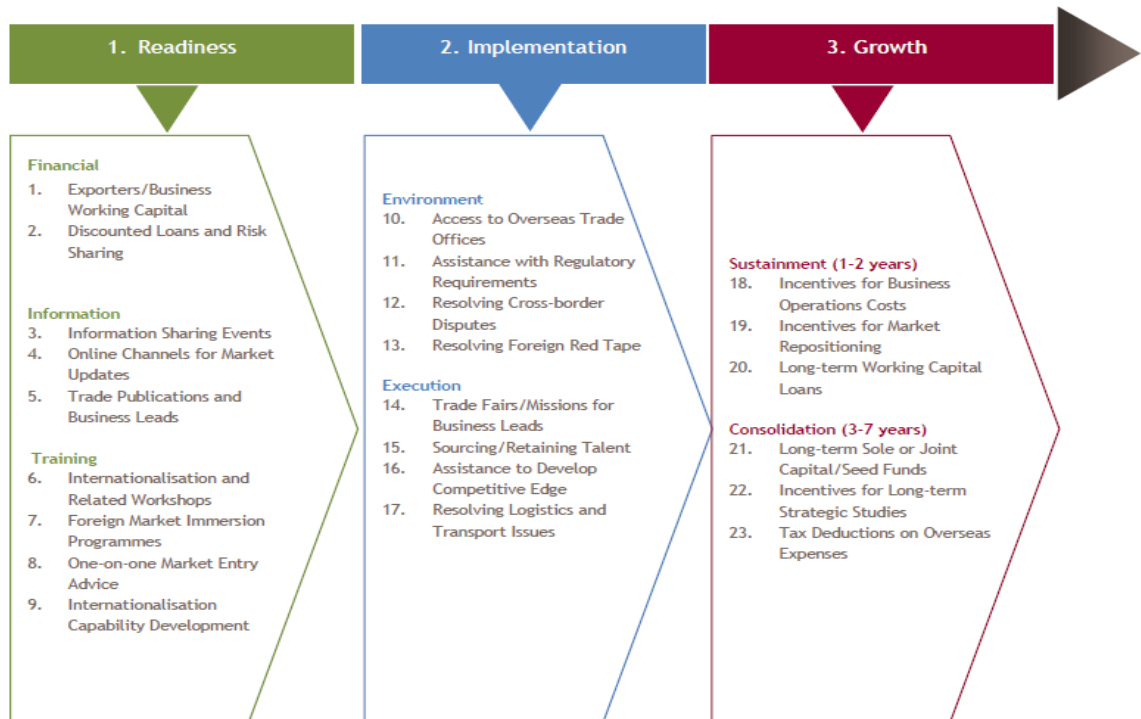 1. Readiness
2. Implementation
3. Growth
Financial
1. Exporters/Business
Working Capital
2. Discounted Loans and Risk
Sharing
Information
3. Information Sharing Events
4. Online Channels for Market
Updates
5. Trade Publications and
Business Leads
Training
6. Internationalisation and
Related Workshops
7. Foreign Market Immersion
Programmes
8. One-on-one Market Entry
Advice
9. Internationalisation
Capability Development
Environment
10. Access to Overseas Trade
Offices
11. Assistance with Regulatory
Requirements
12. Resolving Cross-border
Disputes
13. Resolving Foreign Red Tape
Execution
14. Trade Fairs/Missions for
Business Leads
15. Sourcing/Retaining Talent
16. Assistance to Develop
Competitive Edge
17. Resolving Logistics and
Transport Issues
Sustainment (1-2 years)
18. Incentives for Business
Operations Costs
19. Incentives for Market
Repositioning
20. Long-term Working Capital
Loans
Consolidation (3-7 years)
21. Long-term Sole or Joint
Capital/Seed Funds
22. Incentives for Long-term
Strategic Studies
23. Tax Deductions on Overseas
Expenses